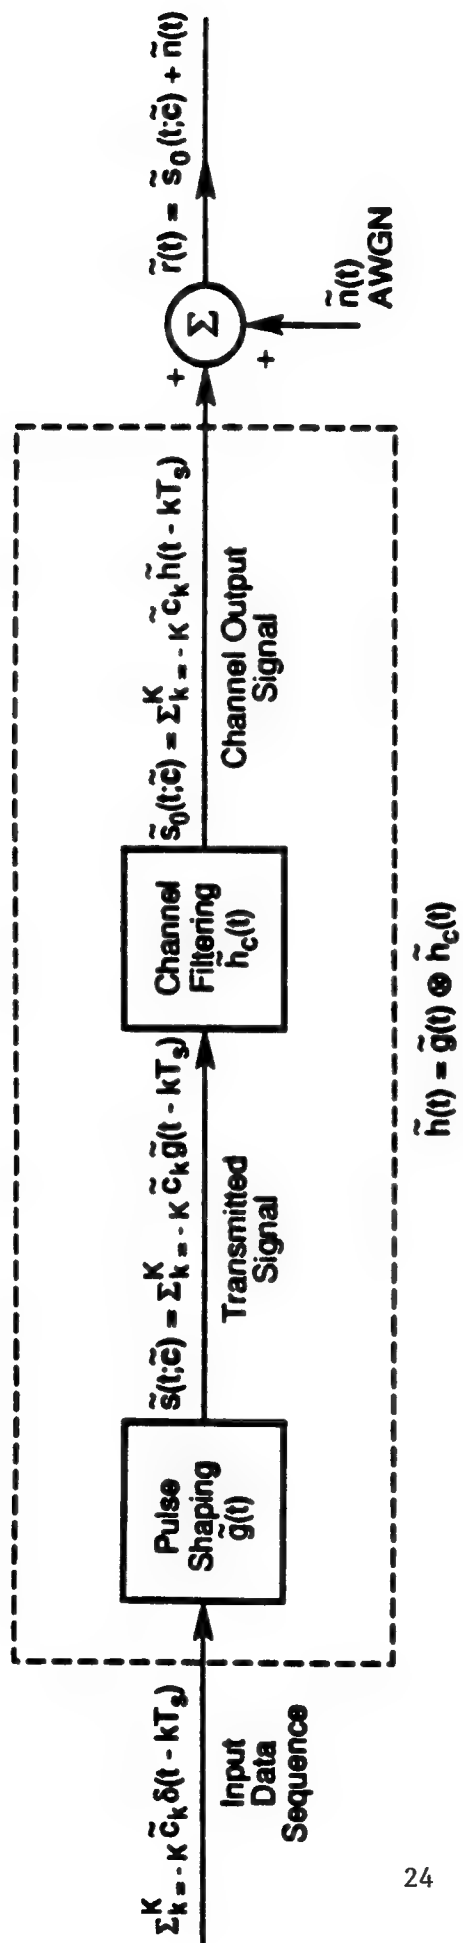 Σ_{k=-K}^{K} c̃_k δ(t - kT_s)
Input
Data
Sequence
Pulse
Shaping
g̃(t)
s̃(t;c̃) = Σ_{k=-K}^{K} c̃_k g̃(t - kT_s)
Transmitted
Signal
Channel
Filtering
h̃_c(t)
s̃_0(t;c̃) = Σ_{k=-K}^{K} c̃_k h̃(t - kT_s)
Channel Output
Signal
h̃(t) = g̃(t) ⊗ h̃_c(t)
+
Σ
+
ñ(t)
AWGN
r̃(t) = s̃_0(t;c̃) + ñ(t)
24